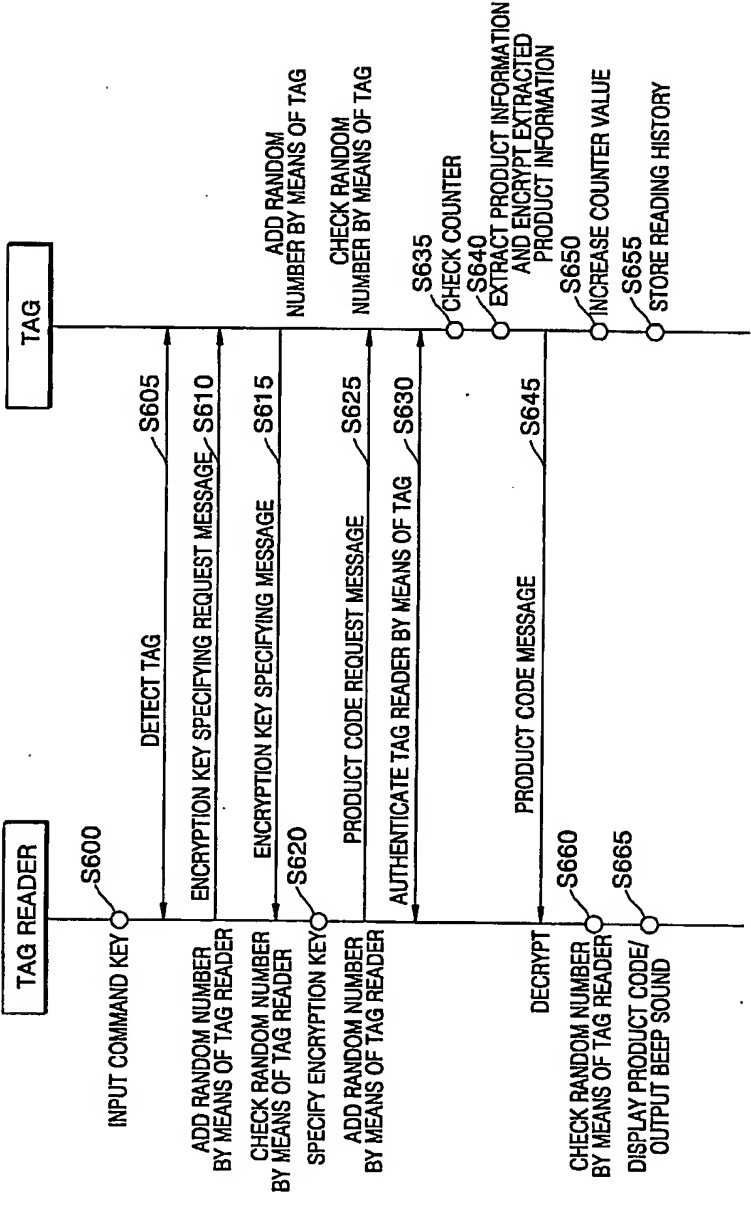 TAG READER
TAG
S600
INPUT COMMAND KEY
S605
DETECT TAG
ENCRYPTION KEY SPECIFYING REQUEST MESSAGE
S610
ADD RANDOM NUMBER
BY MEANS OF TAG READER
ENCRYPTION KEY SPECIFYING MESSAGE
S615
ADD RANDOM
NUMBER BY MEANS OF TAG
CHECK RANDOM NUMBER
BY MEANS OF TAG READER
S620
SPECIFY ENCRYPTION KEY
PRODUCT CODE REQUEST MESSAGE
S625
CHECK RANDOM
NUMBER BY MEANS OF TAG
ADD RANDOM NUMBER
BY MEANS OF TAG READER
AUTHENTICATE TAG READER BY MEANS OF TAG
S630
S635
CHECK COUNTER
S640
EXTRACT PRODUCT INFORMATION
AND ENCRYPT EXTRACTED
PRODUCT INFORMATION
PRODUCT CODE MESSAGE
S645
DECRYPT
S650
INCREASE COUNTER VALUE
S655
STORE READING HISTORY
S660
CHECK RANDOM NUMBER
BY MEANS OF TAG READER
S665
DISPLAY PRODUCT CODE/
OUTPUT BEEP SOUND